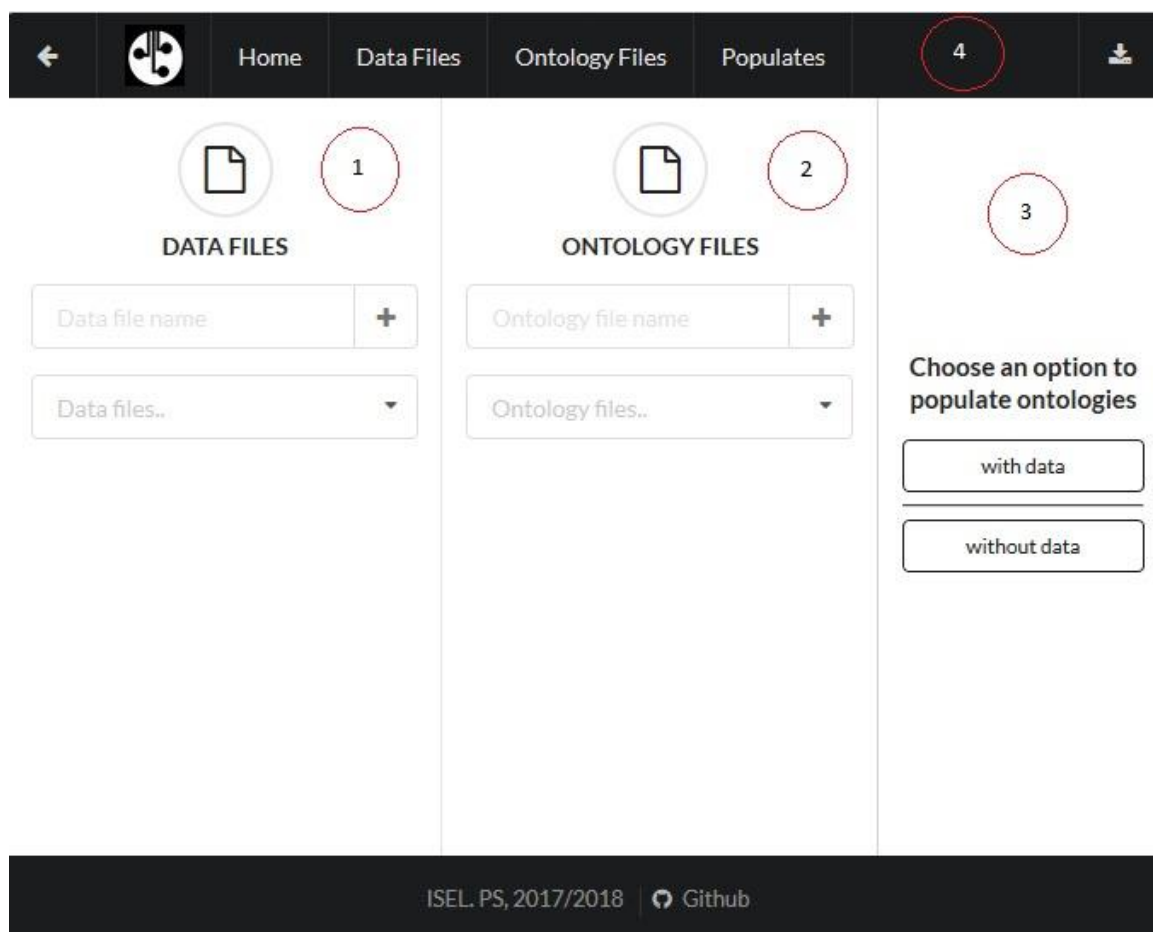 Home Data Files Ontology Files Populates 4
1
2
3
DATA FILES
ONTOLOGY FILES
Data file name
Ontology file name
Data files..
Ontology files..
Choose an option to
populate ontologies
with data
without data
ISEL. PS, 2017/2018 Github